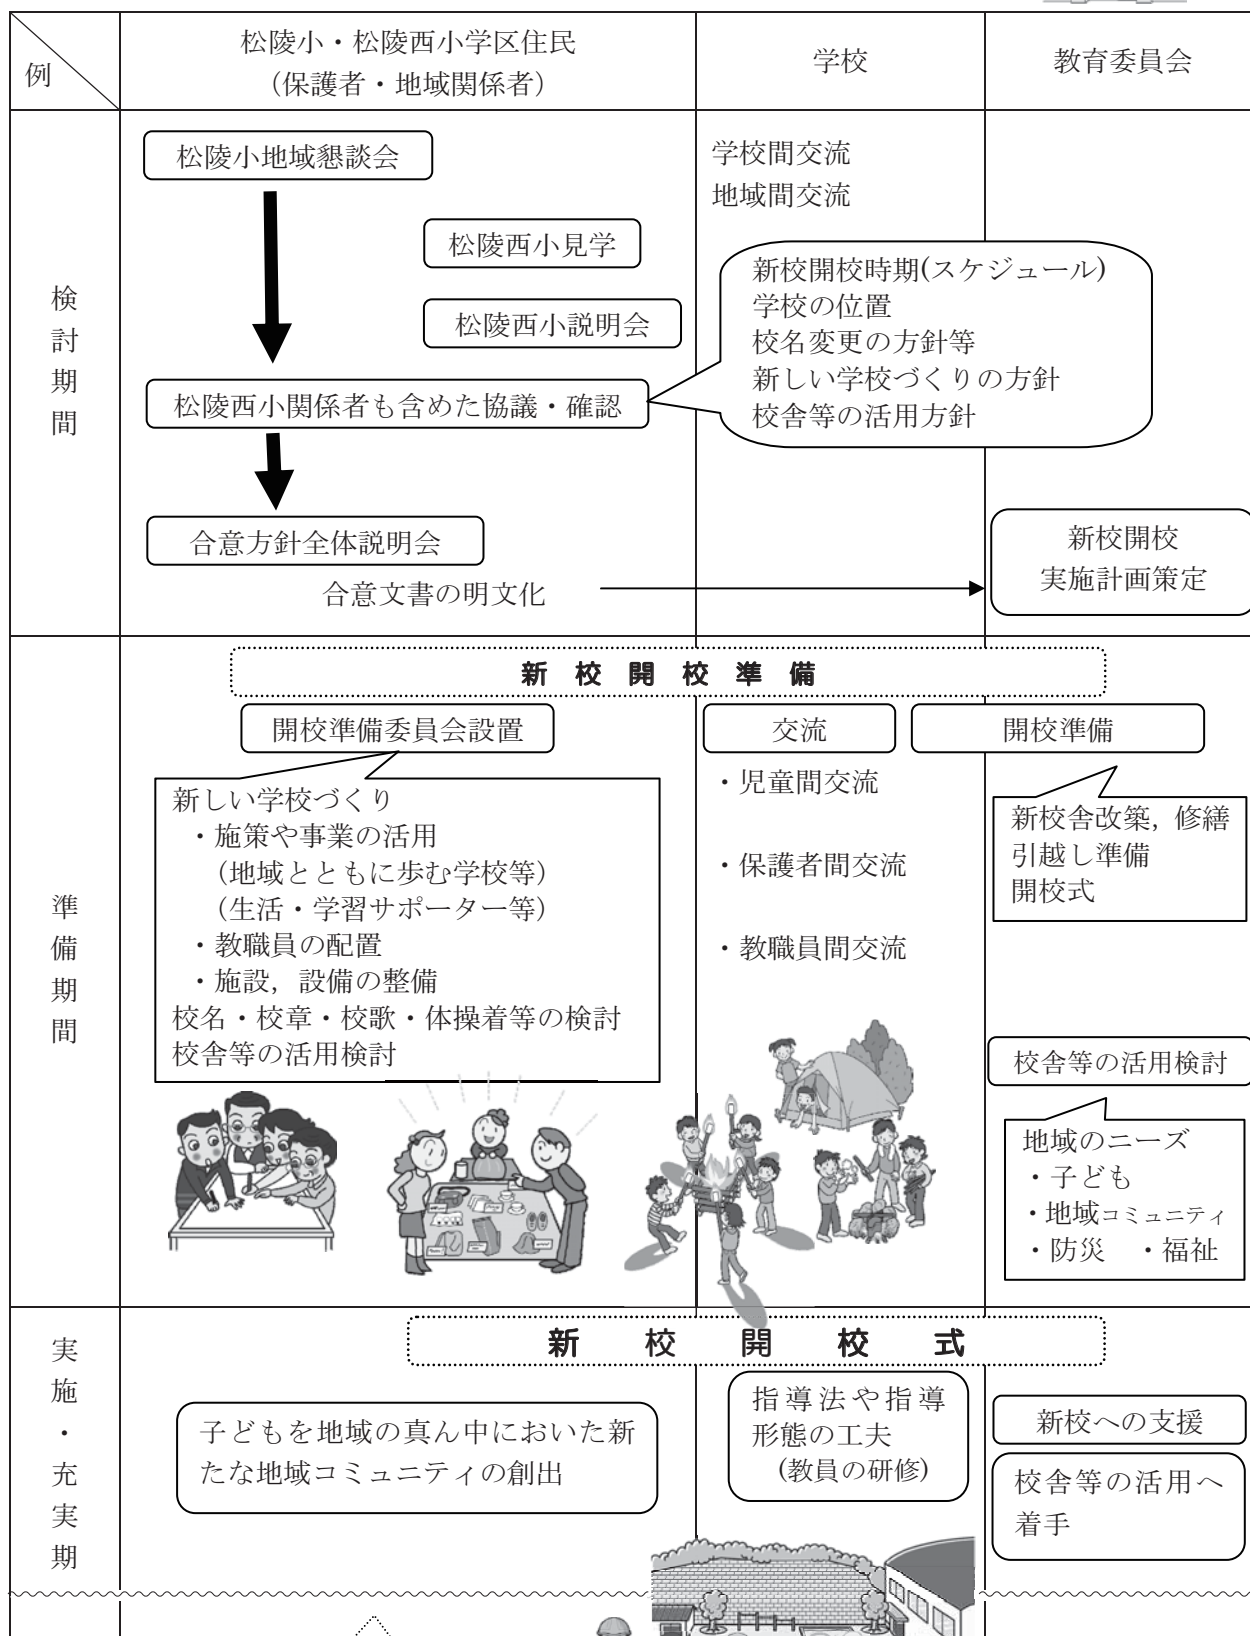 例
松陵小・松陵西小学区住民
（保護者・地域関係者）
学校
教育委員会
検討期間
松陵小地域懇談会
松陵西小見学
松陵西小説明会
松陵西小関係者も含めた協議・確認
合意方針全体説明会
合意文書の明文化
学校間交流
地域間交流
新校開校時期(スケジュール)
学校の位置
校名変更の方針等
新しい学校づくりの方針
校舎等の活用方針
新校開校
実施計画策定
準備期間
新校開校準備
開校準備委員会設置
新しい学校づくり
・施策や事業の活用
（地域とともに歩む学校等）
（生活・学習サポーター等）
・教職員の配置
・施設，設備の整備
校名・校章・校歌・体操着等の検討
校舎等の活用検討
交流
・児童間交流
・保護者間交流
・教職員間交流
開校準備
新校舎改築，修繕
引越し準備
開校式
校舎等の活用検討
地域のニーズ
・子ども
・地域コミュニティ
・防災　・福祉
実施・充実期
新校開校式
子どもを地域の真ん中においた新
たな地域コミュニティの創出
指導法や指導
形態の工夫
(教員の研修)
新校への支援
校舎等の活用へ
着手